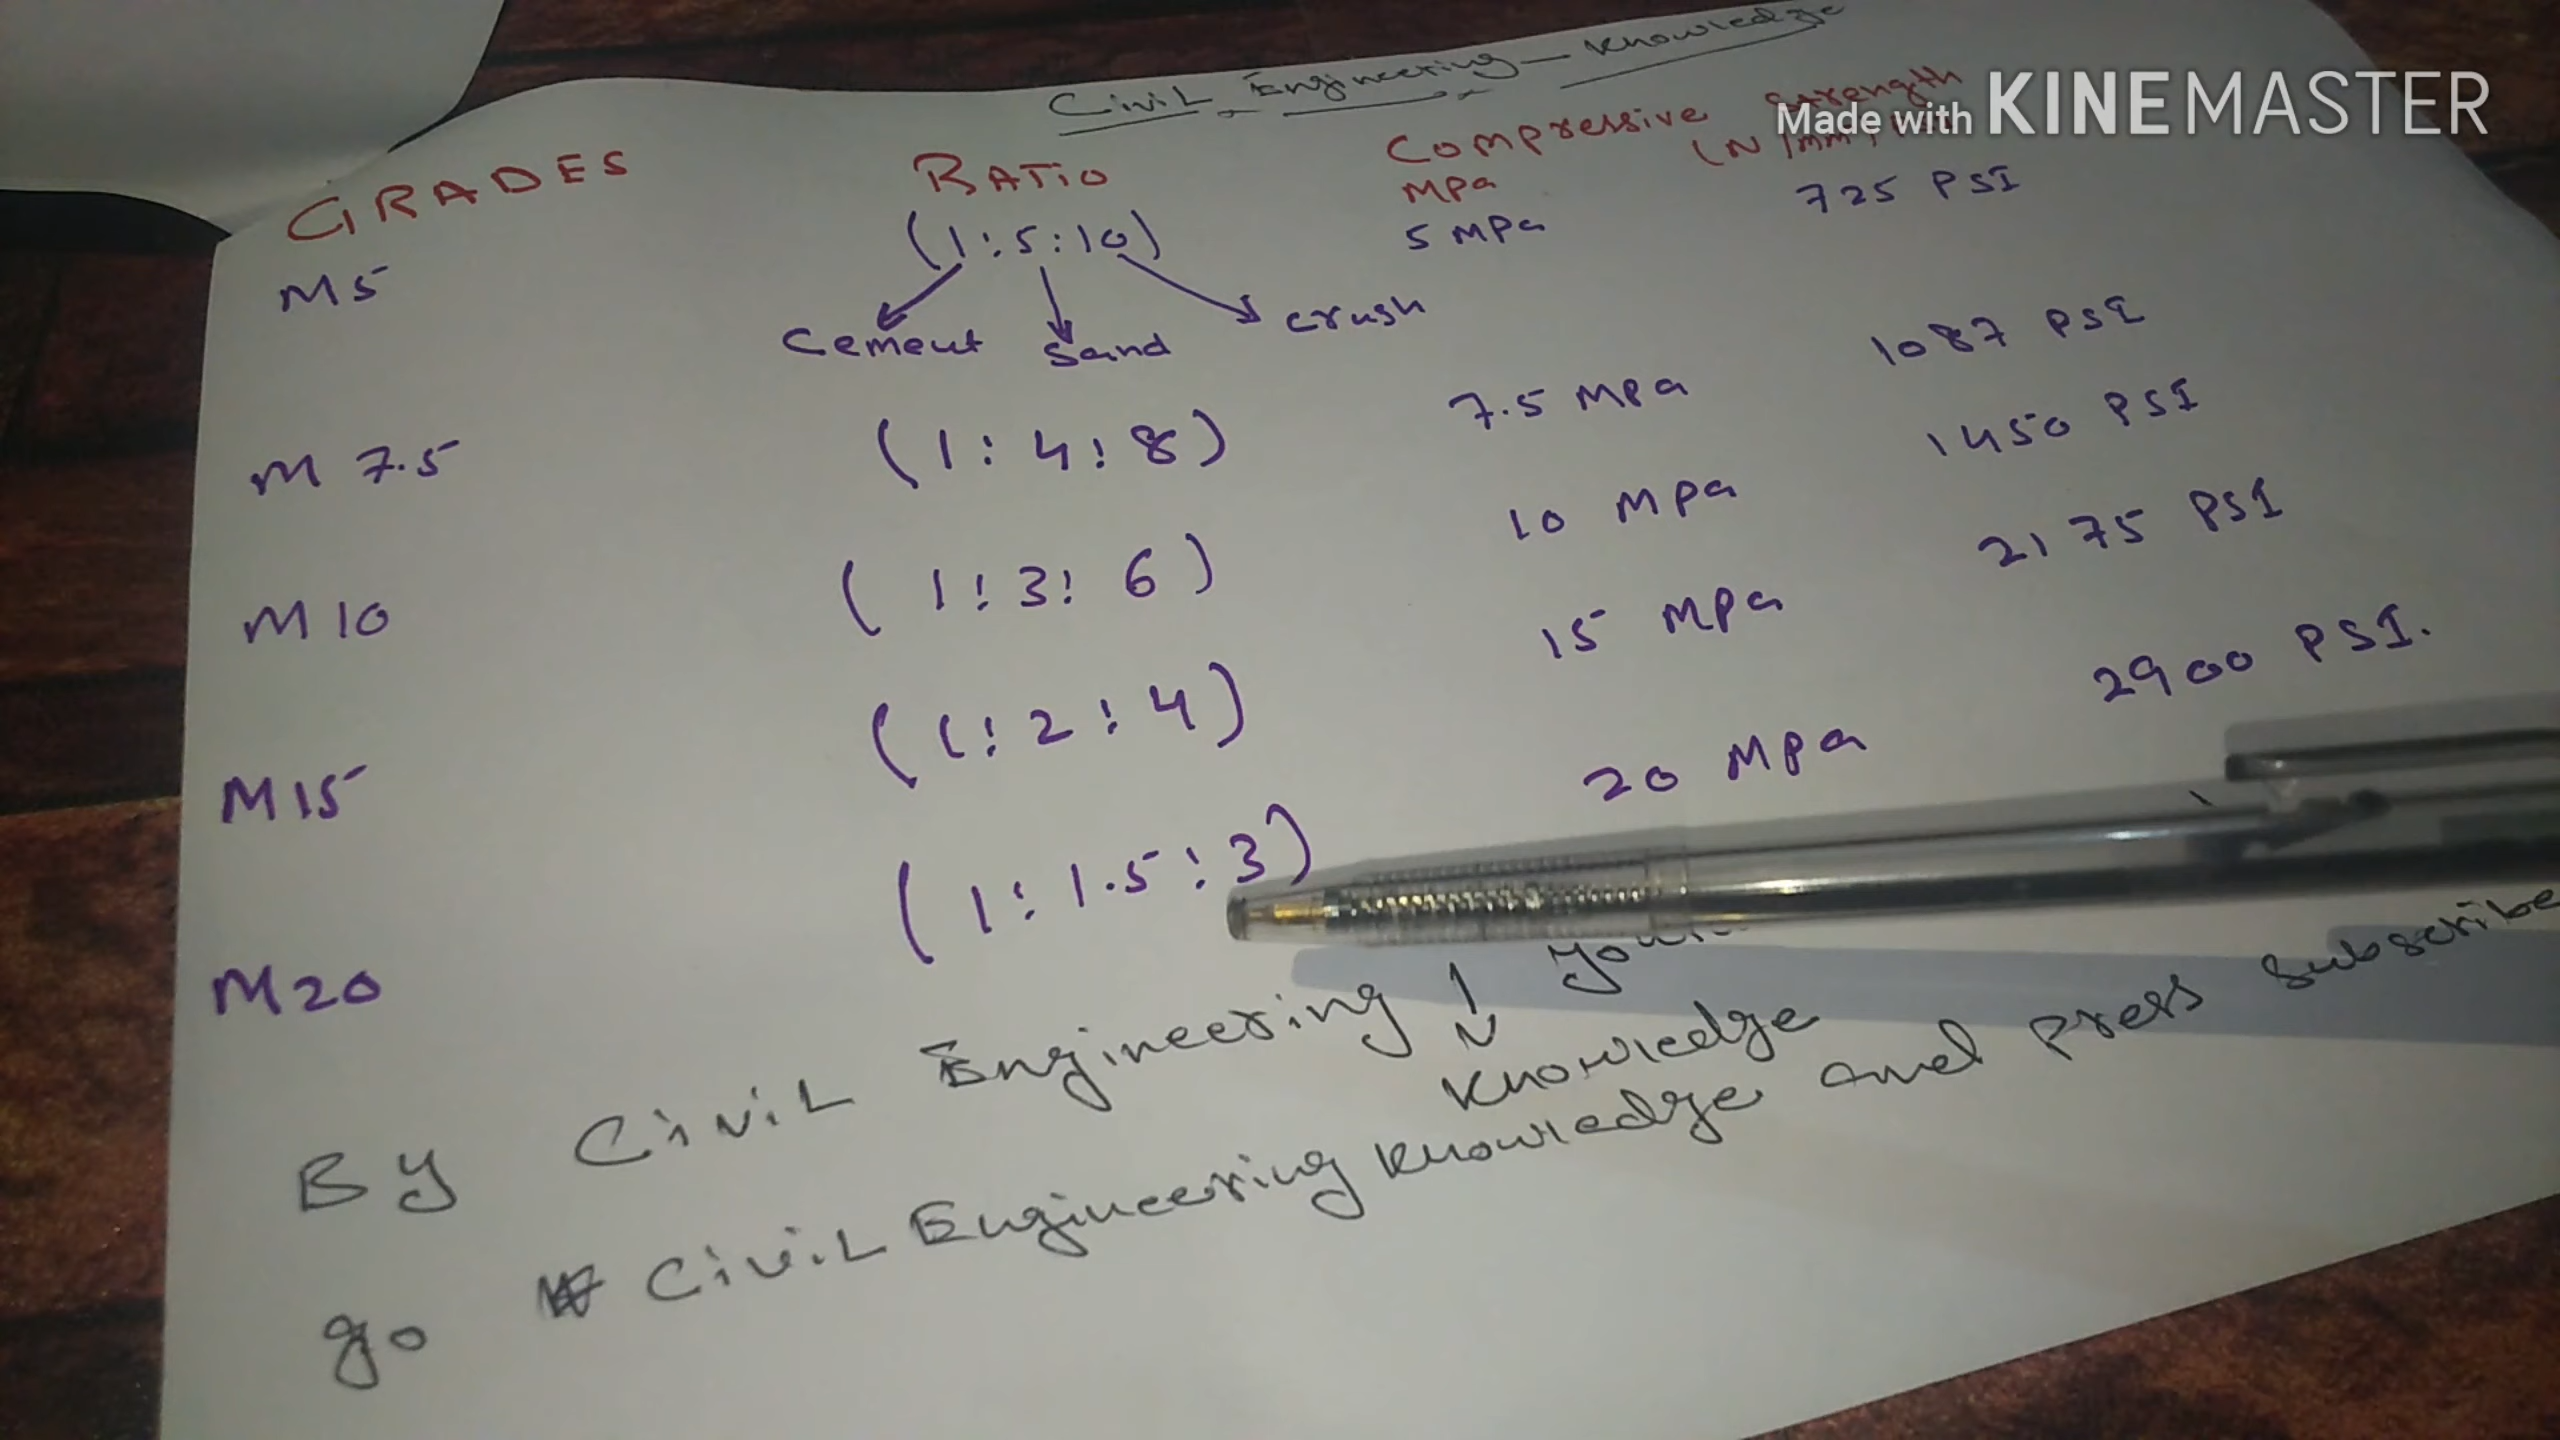 Civil Engineering Knowledge
Made with KINEMASTER
GRADES RATIO Compressive Strength
MPa
M5 (1:5:10) 5 MPa 725 PSI
Cement Sand crush
M 7.5 (1:4:8) 7.5 MPa 1087 PSI
M10 (1:3:6) 10 MPa 1450 PSI
M15 (1:2:4) 15 MPa 2175 PSI
M20 (1:1.5:3) 20 MPa 2900 PSI.
By Civil Engineering
Knowledge
go Civil Engineering Knowledge and press subscribe